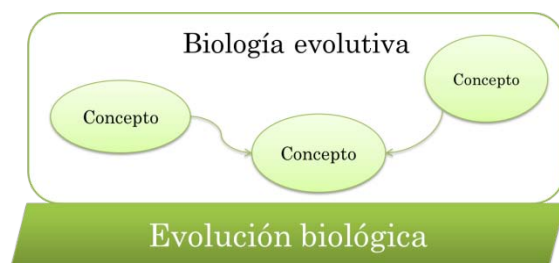 Biología evolutiva
Concepto
Concepto
Concepto
Evolución biológica